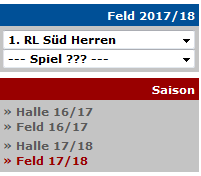 Feld 2017/18
1. RL Süd Herren
--- Spiel ??? ---
Saison
» Halle 16/17
» Feld 16/17
» Halle 17/18
» Feld 17/18